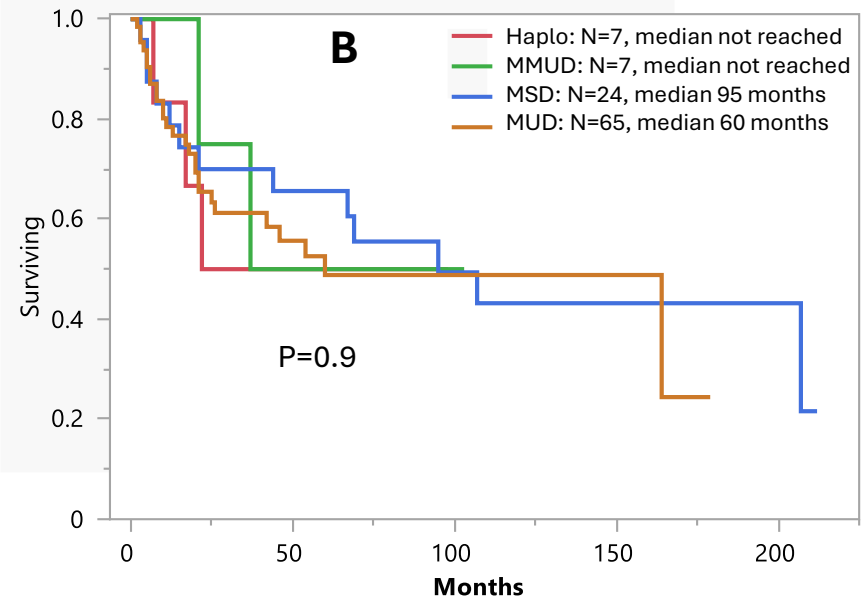 B
Haplo: N=7, median not reached
MMUD: N=7, median not reached
MSD: N=24, median 95 months
MUD: N=65, median 60 months
1.0
0.8
0.6
0.4
0.2
0
Surviving
P=0.9
0 50 100 150 200
Months